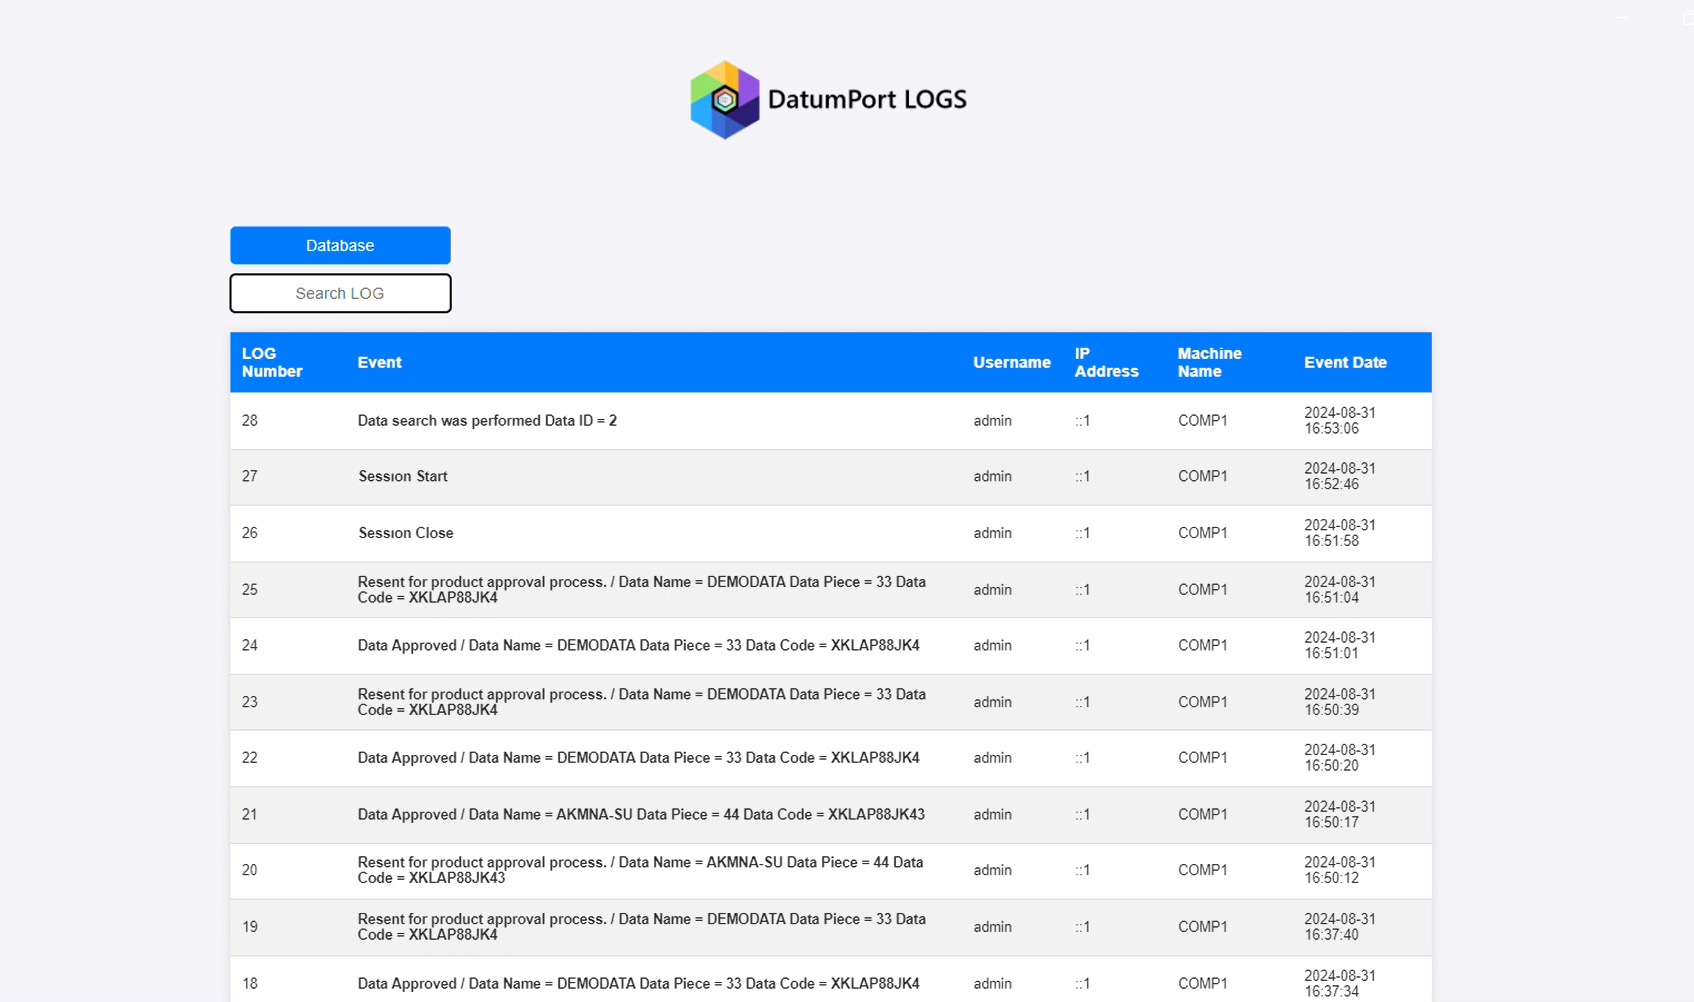 DatumPort LOGS
Database
Search LOG
LOG Number Event Username IP Address Machine Name Event Date
28 Data search was performed Data ID = 2 admin ::1 COMP1 2024-08-31 16:53:06
27 Session Start admin ::1 COMP1 2024-08-31 16:52:46
26 Session Close admin ::1 COMP1 2024-08-31 16:51:58
25 Resent for product approval process. / Data Name = DEMODATA Data Piece = 33 Data Code = XKLAP88JK4 admin ::1 COMP1 2024-08-31 16:51:04
24 Data Approved / Data Name = DEMODATA Data Piece = 33 Data Code = XKLAP88JK4 admin ::1 COMP1 2024-08-31 16:51:01
23 Resent for product approval process. / Data Name = DEMODATA Data Piece = 33 Data Code = XKLAP88JK4 admin ::1 COMP1 2024-08-31 16:50:39
22 Data Approved / Data Name = DEMODATA Data Piece = 33 Data Code = XKLAP88JK4 admin ::1 COMP1 2024-08-31 16:50:20
21 Data Approved / Data Name = AKMNA-SU Data Piece = 44 Data Code = XKLAP88JK43 admin ::1 COMP1 2024-08-31 16:50:17
20 Resent for product approval process. / Data Name = AKMNA-SU Data Piece = 44 Data Code = XKLAP88JK43 admin ::1 COMP1 2024-08-31 16:50:12
19 Resent for product approval process. / Data Name = DEMODATA Data Piece = 33 Data Code = XKLAP88JK4 admin ::1 COMP1 2024-08-31 16:37:40
18 Data Approved / Data Name = DEMODATA Data Piece = 33 Data Code = XKLAP88JK4 admin ::1 COMP1 2024-08-31 16:37:34